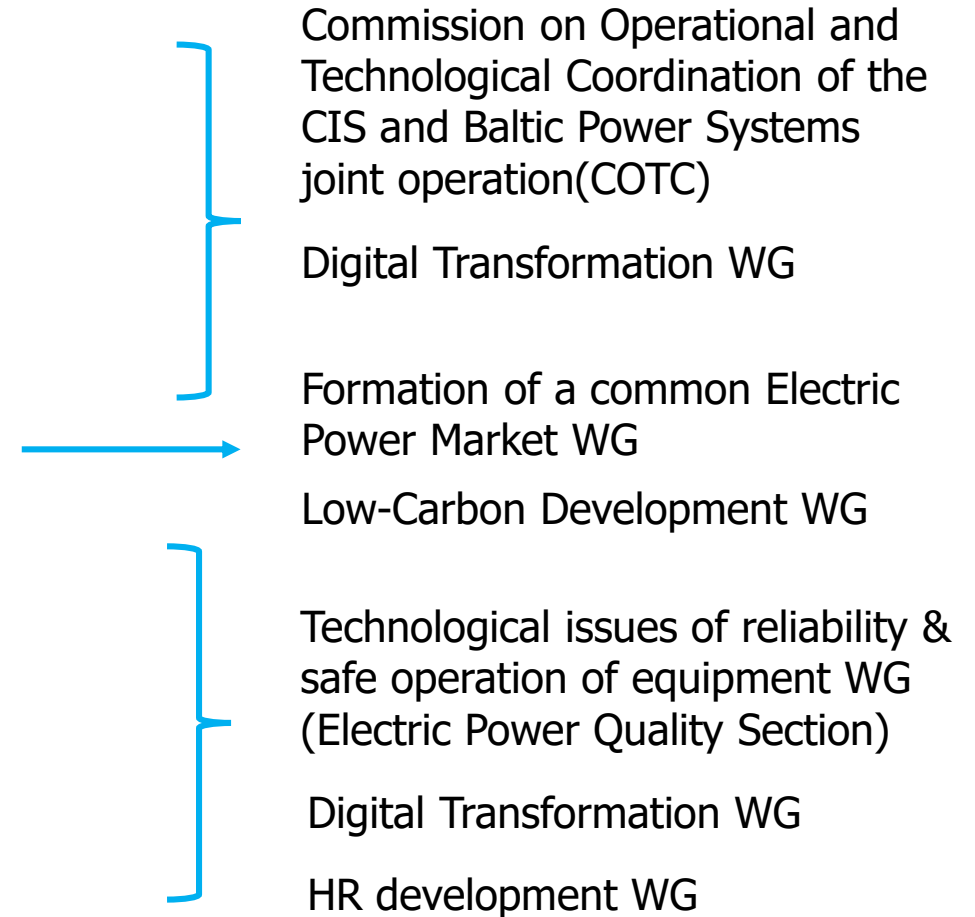 Commission on Operational and
Technological Coordination of the
CIS and Baltic Power Systems
joint operation(COTC)
Digital Transformation WG
Formation of a common Electric
Power Market WG
Low-Carbon Development WG
Technological issues of reliability &
safe operation of equipment WG
(Electric Power Quality Section)
Digital Transformation WG
HR development WG